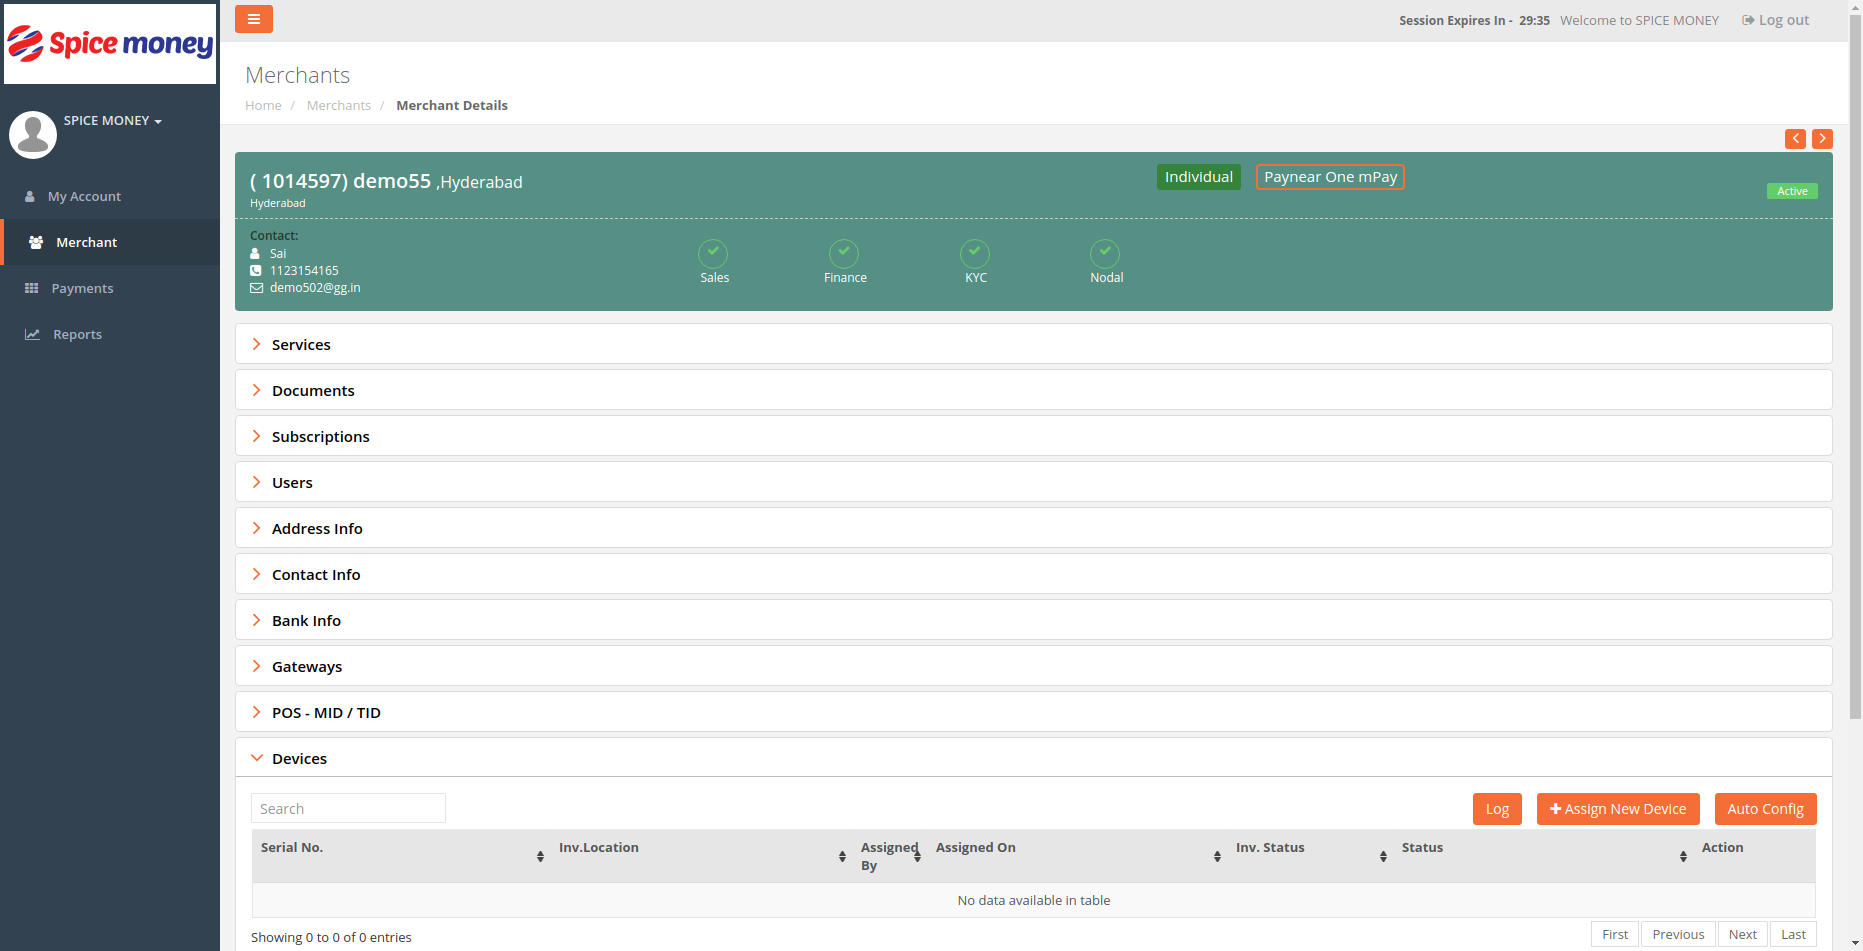 Spice money
Session Expires In - 29:35 Welcome to SPICE MONEY Log out
SPICE MONEY
My Account
Merchant
Payments
Reports
Merchants
Home / Merchants / Merchant Details
( 1014597) demo55 ,Hyderabad
Hyderabad
Individual
Paynear One mPay
Active
Contact:
Sai
1123154165
demo502@gg.in
Sales
Finance
KYC
Nodal
Services
Documents
Subscriptions
Users
Address Info
Contact Info
Bank Info
Gateways
POS - MID / TID
Devices
Search
Log
Assign New Device
Auto Config
Serial No.
Inv.Location
Assigned
By
Assigned On
Inv. Status
Status
Action
No data available in table
Showing 0 to 0 of 0 entries
First Previous Next Last